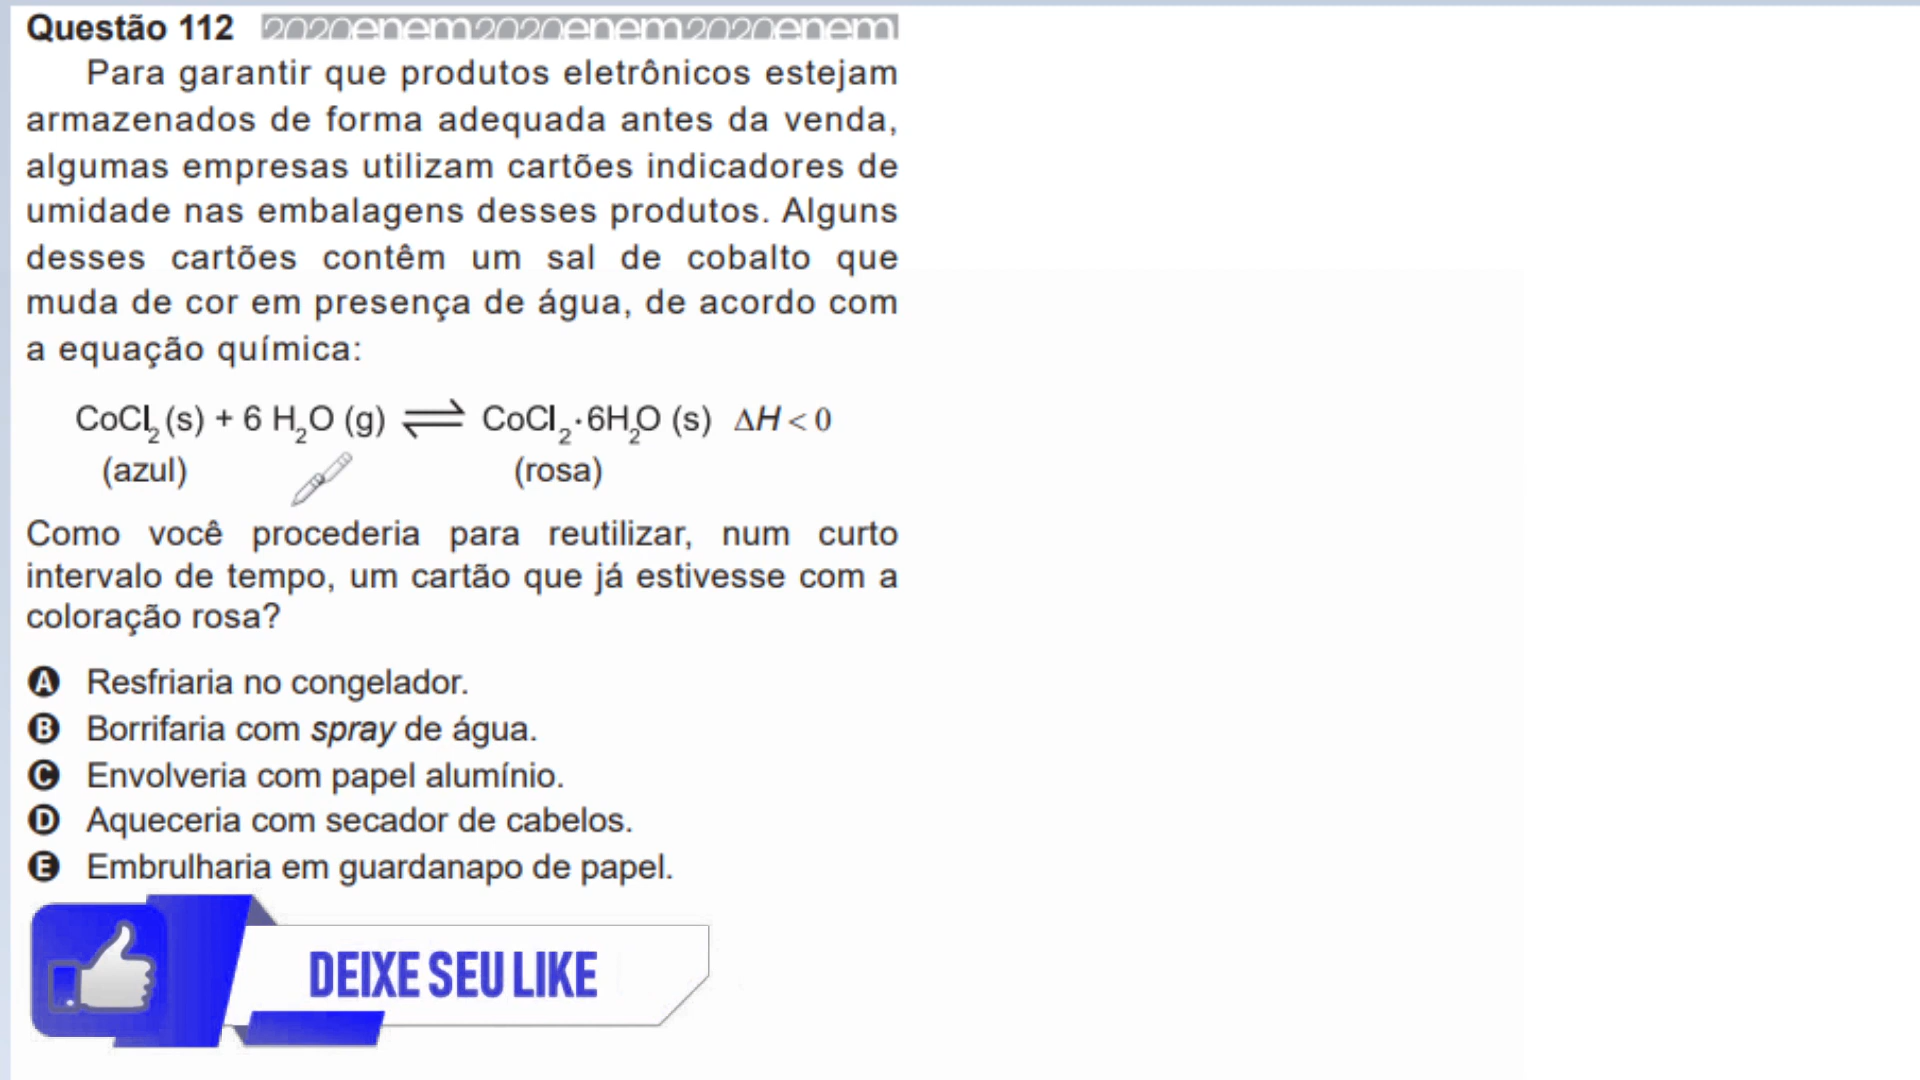 Questão 112 2020enem2020enem2020enem
Para garantir que produtos eletrônicos estejam
armazenados de forma adequada antes da venda,
algumas empresas utilizam cartões indicadores de
umidade nas embalagens desses produtos. Alguns
desses cartões contêm um sal de cobalto que
muda de cor em presença de água, de acordo com
a equação química:
CoCl₂ (s) + 6 H₂O (g) ⇌ CoCl₂·6H₂O (s) ΔH < 0
(azul) (rosa)
Como você procederia para reutilizar, num curto
intervalo de tempo, um cartão que já estivesse com a
coloração rosa?
A Resfriaria no congelador.
B Borrifaria com spray de água.
C Envolveria com papel alumínio.
D Aqueceria com secador de cabelos.
E Embrulharia em guardanapo de papel.
DEIXE SEU LIKE